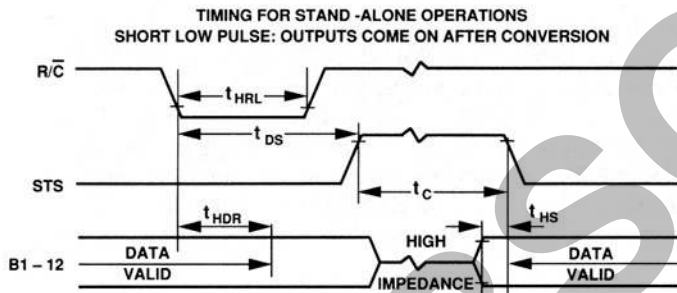 TIMING FOR STAND -ALONE OPERATIONS
SHORT LOW PULSE: OUTPUTS COME ON AFTER CONVERSION
R/C̅
tHRL
tDS
STS
tC
tHDR
tHS
HIGH
B1 – 12
DATA
DATA
VALID
IMPEDANCE
VALID